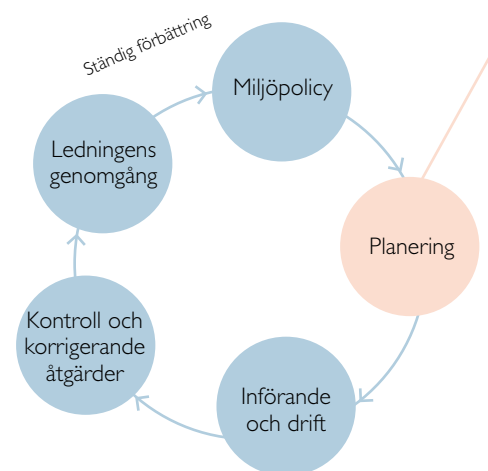 Ständig förbättring
Miljöpolicy
Planering
Införande
och drift
Kontroll och
korrigerande
åtgärder
Ledningens
genomgång